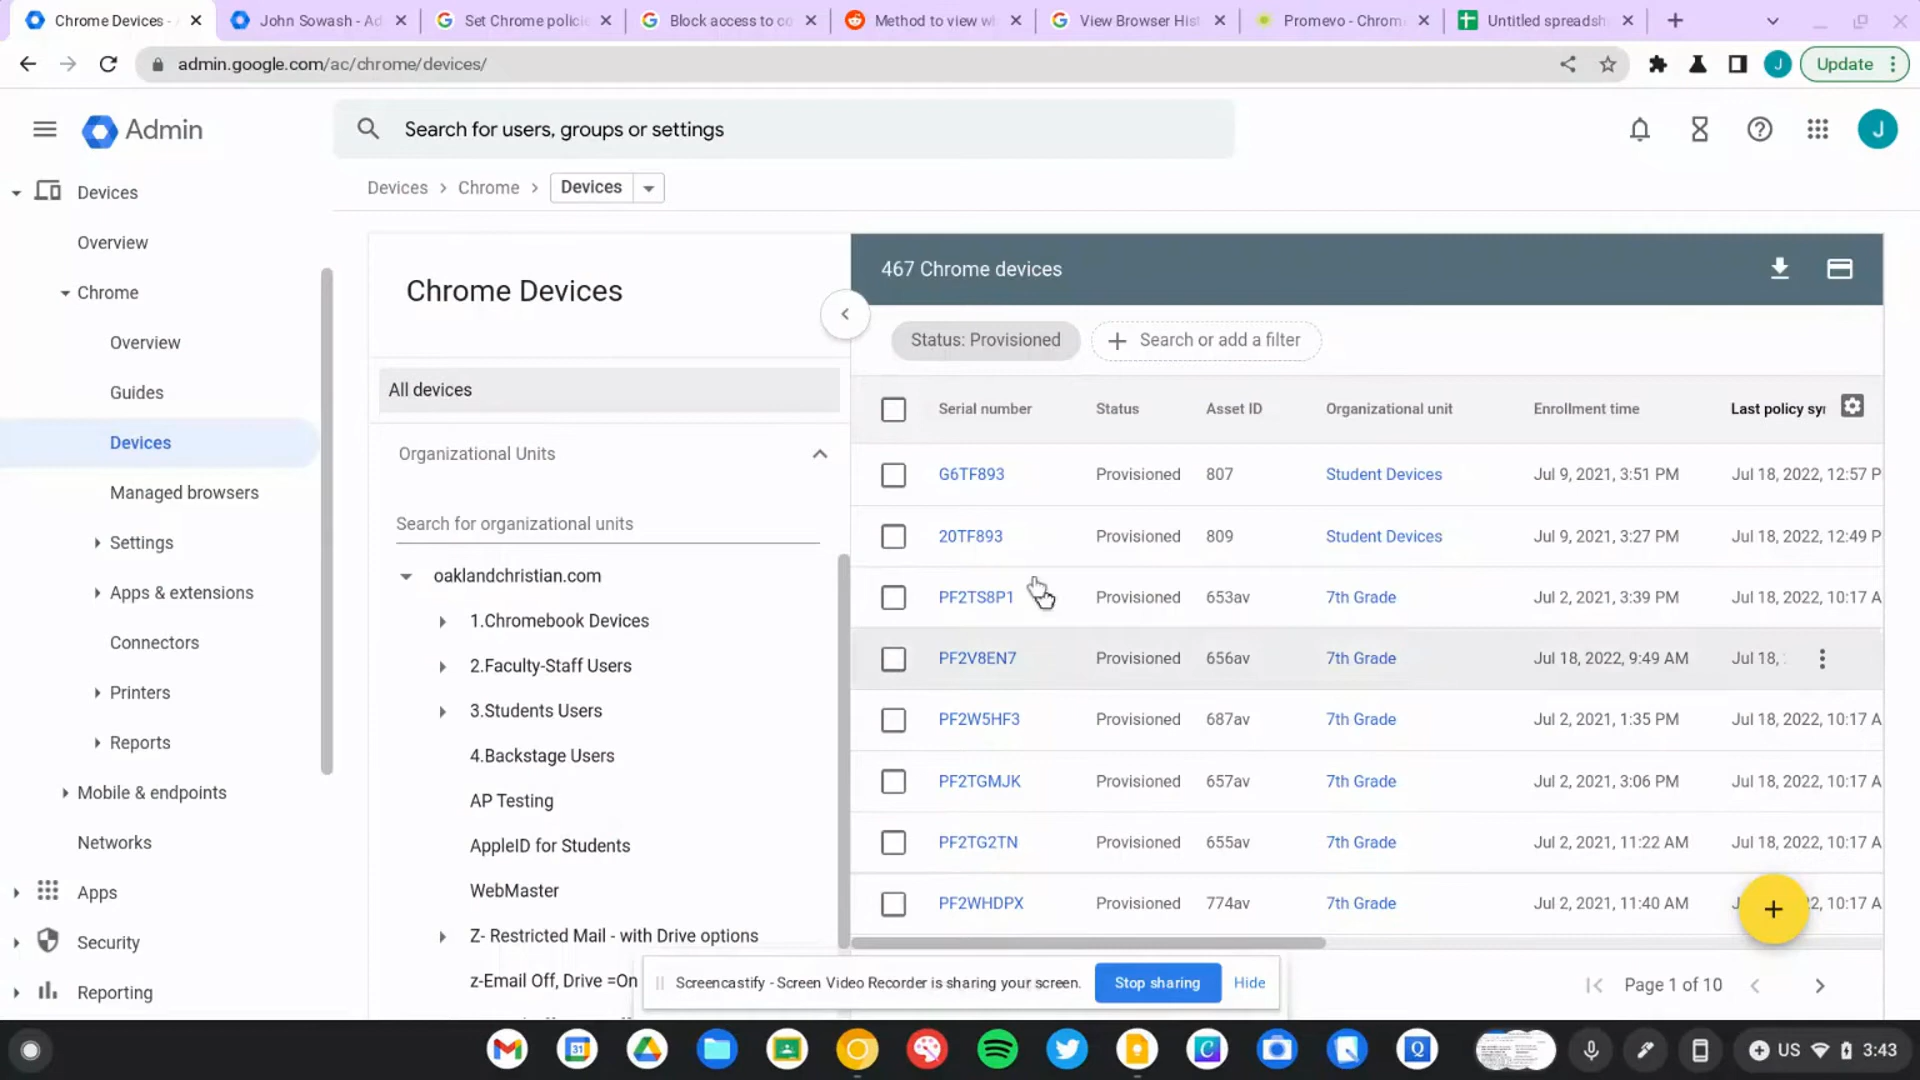 Chrome Devices -
John Sowash - Ad
Set Chrome policie
Block access to co
Method to view w
View Browser Hist
Promevo - Chrom
Untitled spreadsh
admin.google.com/ac/chrome/devices/
J
Update
Admin
Search for users, groups or settings
J
Devices
Overview
Chrome
Overview
Guides
Devices
Managed browsers
Settings
Apps & extensions
Connectors
Printers
Reports
Mobile & endpoints
Networks
Apps
Security
Reporting
Devices > Chrome > Devices
Chrome Devices
All devices
Organizational Units
Search for organizational units
oaklandchristian.com
1.Chromebook Devices
2.Faculty-Staff Users
3.Students Users
4.Backstage Users
AP Testing
AppleID for Students
WebMaster
Z- Restricted Mail - with Drive options
z-Email Off, Drive =On
467 Chrome devices
Status: Provisioned
Search or add a filter
Serial number Status Asset ID Organizational unit Enrollment time Last policy sy
G6TF893 Provisioned 807 Student Devices Jul 9, 2021, 3:51 PM Jul 18, 2022, 12:57 P
20TF893 Provisioned 809 Student Devices Jul 9, 2021, 3:27 PM Jul 18, 2022, 12:49 P
PF2TS8P1 Provisioned 653av 7th Grade Jul 2, 2021, 3:39 PM Jul 18, 2022, 10:17 A
PF2V8EN7 Provisioned 656av 7th Grade Jul 18, 2022, 9:49 AM Jul 18,
PF2W5HF3 Provisioned 687av 7th Grade Jul 2, 2021, 1:35 PM Jul 18, 2022, 10:17 A
PF2TGMJK Provisioned 657av 7th Grade Jul 2, 2021, 3:06 PM Jul 18, 2022, 10:17 A
PF2TG2TN Provisioned 655av 7th Grade Jul 2, 2021, 11:22 AM Jul 18, 2022, 10:17 A
PF2WHDPX Provisioned 774av 7th Grade Jul 2, 2021, 11:40 AM J 2, 10:17 A
Page 1 of 10
Screencastify - Screen Video Recorder is sharing your screen.
Stop sharing
Hide
31
US
3:43